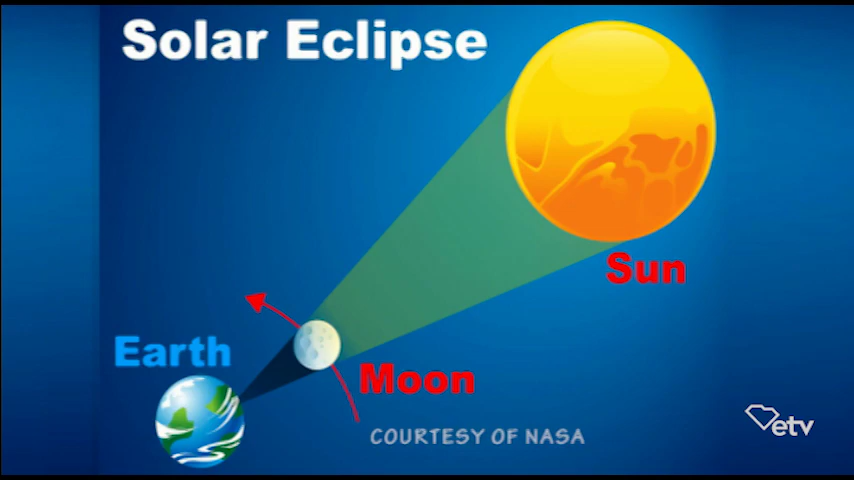 Solar Eclipse
Sun
Earth
Moon
COURTESY OF NASA
etv